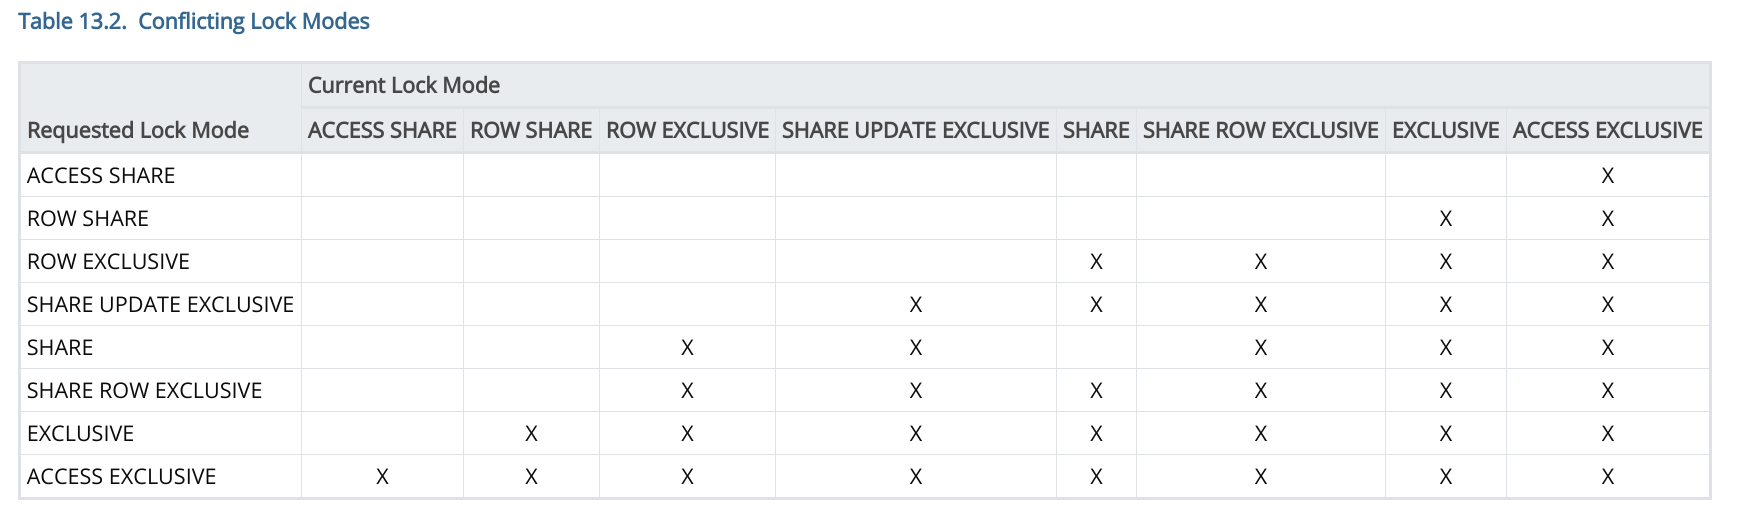 Table 13.2. Conflicting Lock Modes
Current Lock Mode
Requested Lock Mode ACCESS SHARE ROW SHARE ROW EXCLUSIVE SHARE UPDATE EXCLUSIVE SHARE SHARE ROW EXCLUSIVE EXCLUSIVE ACCESS EXCLUSIVE
ACCESS SHARE X
ROW SHARE X X
ROW EXCLUSIVE X X X X
SHARE UPDATE EXCLUSIVE X X X X X
SHARE X X X X X
SHARE ROW EXCLUSIVE X X X X X X
EXCLUSIVE X X X X X X X
ACCESS EXCLUSIVE X X X X X X X X